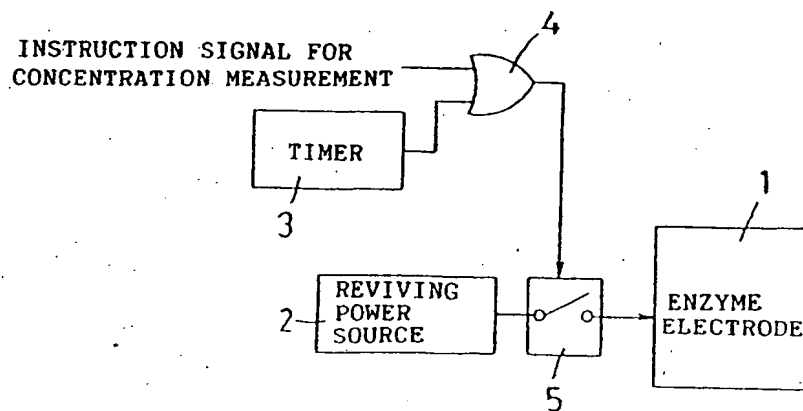 4
INSTRUCTION SIGNAL FOR
CONCENTRATION MEASUREMENT
TIMER
3
1
REVIVING
POWER
SOURCE
2
ENZYME
ELECTRODE
5